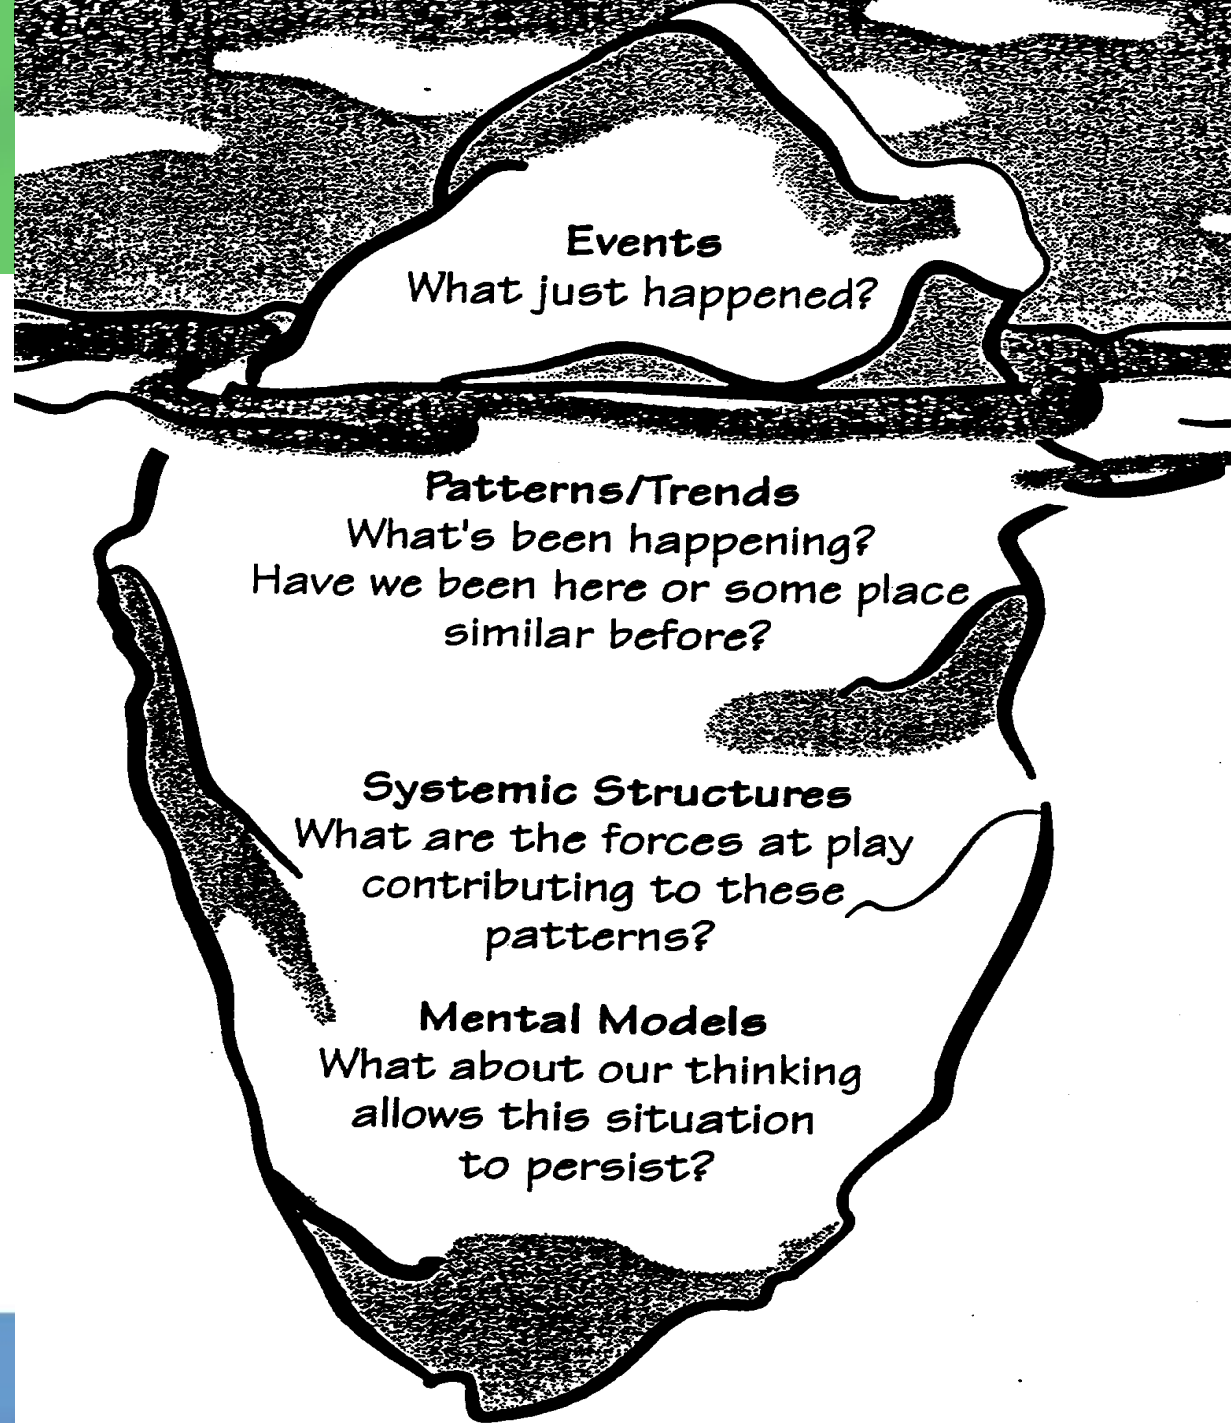 Events
What just happened?
Patterns/Trends
What's been happening?
Have we been here or some place
similar before?
Systemic Structures
What are the forces at play
contributing to these
patterns?
Mental Models
What about our thinking
allows this situation
to persist?